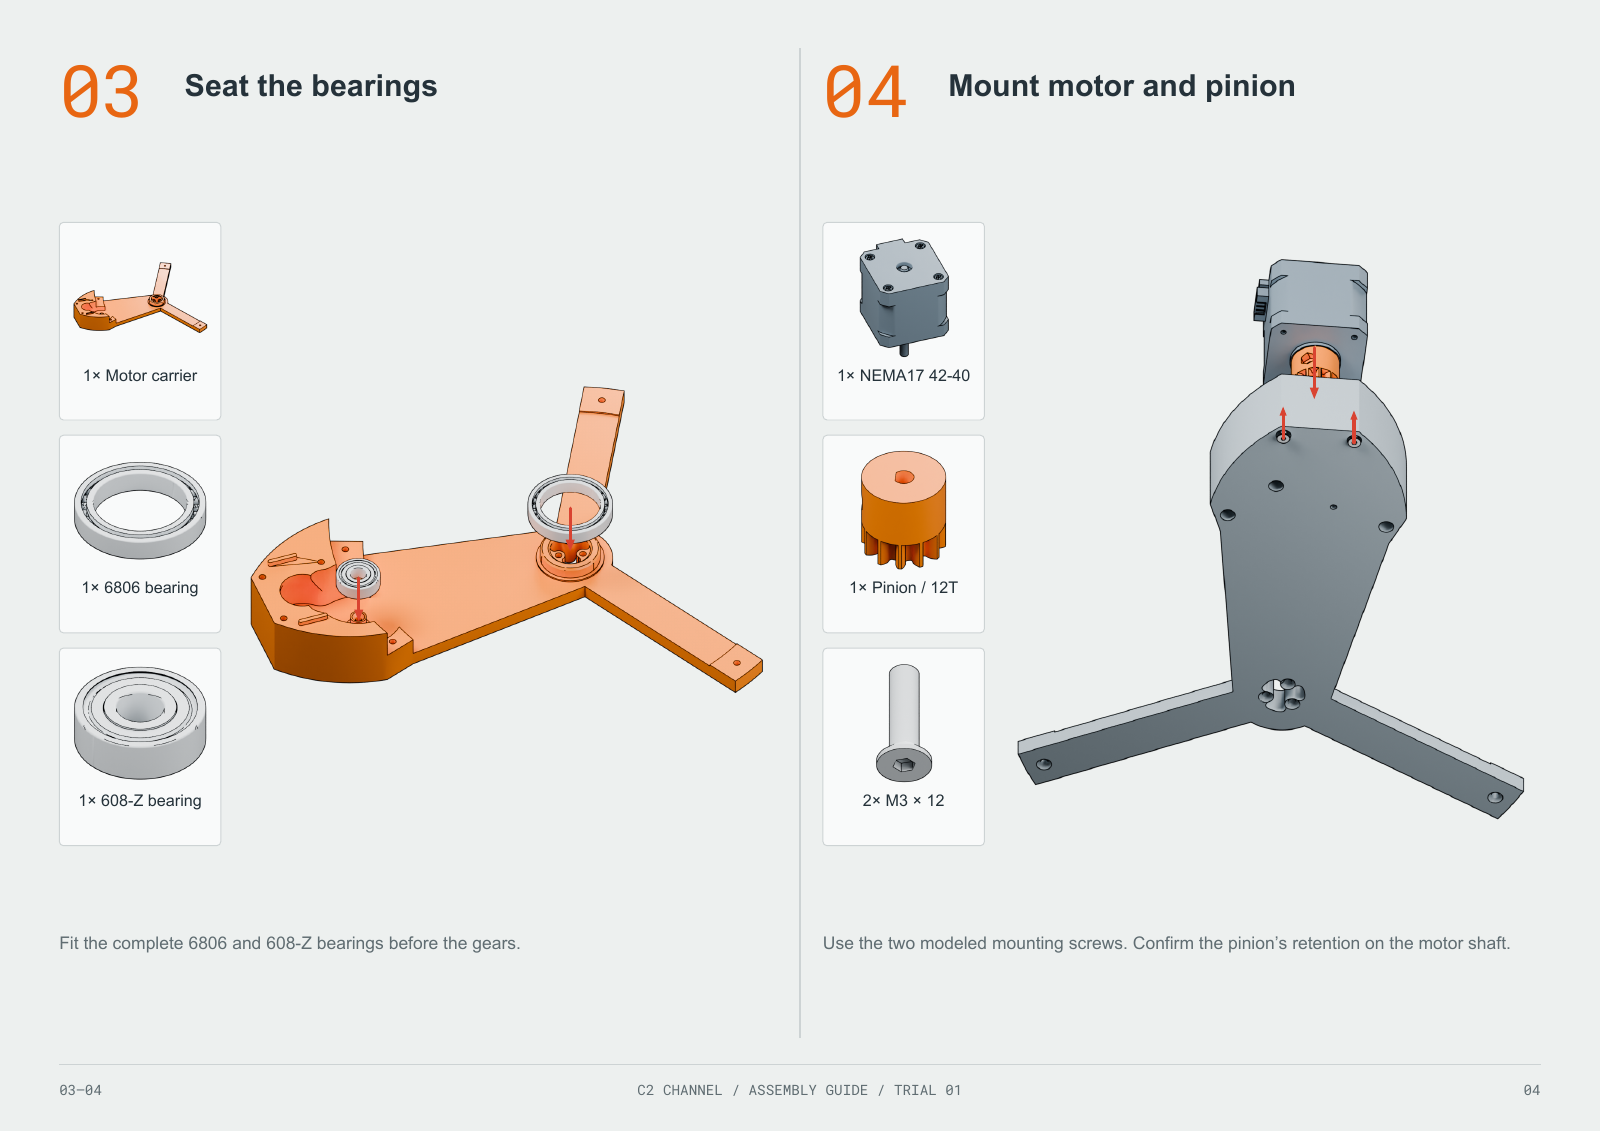 03 Seat the bearings
1× Motor carrier
1× 6806 bearing
1× 608-Z bearing
Fit the complete 6806 and 608-Z bearings before the gears.
04 Mount motor and pinion
1× NEMA17 42-40
1× Pinion / 12T
2× M3 × 12
Use the two modeled mounting screws. Confirm the pinion’s retention on the motor shaft.
03—04
C2 CHANNEL / ASSEMBLY GUIDE / TRIAL 01
04